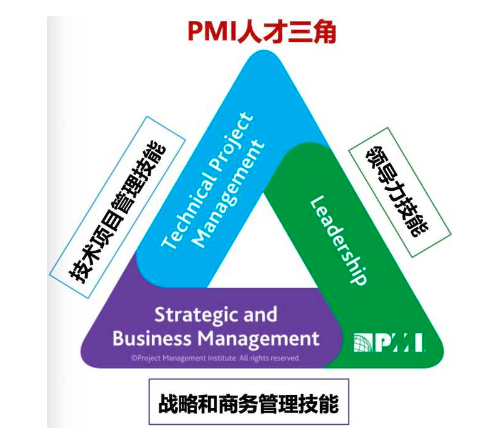 PMI人才三角
Technical Project
Management
技术项目管理技能
Leadership
领导力技能
Strategic and
Business Management
©Project Management Institute. All rights reserved.
PMI
战略和商务管理技能